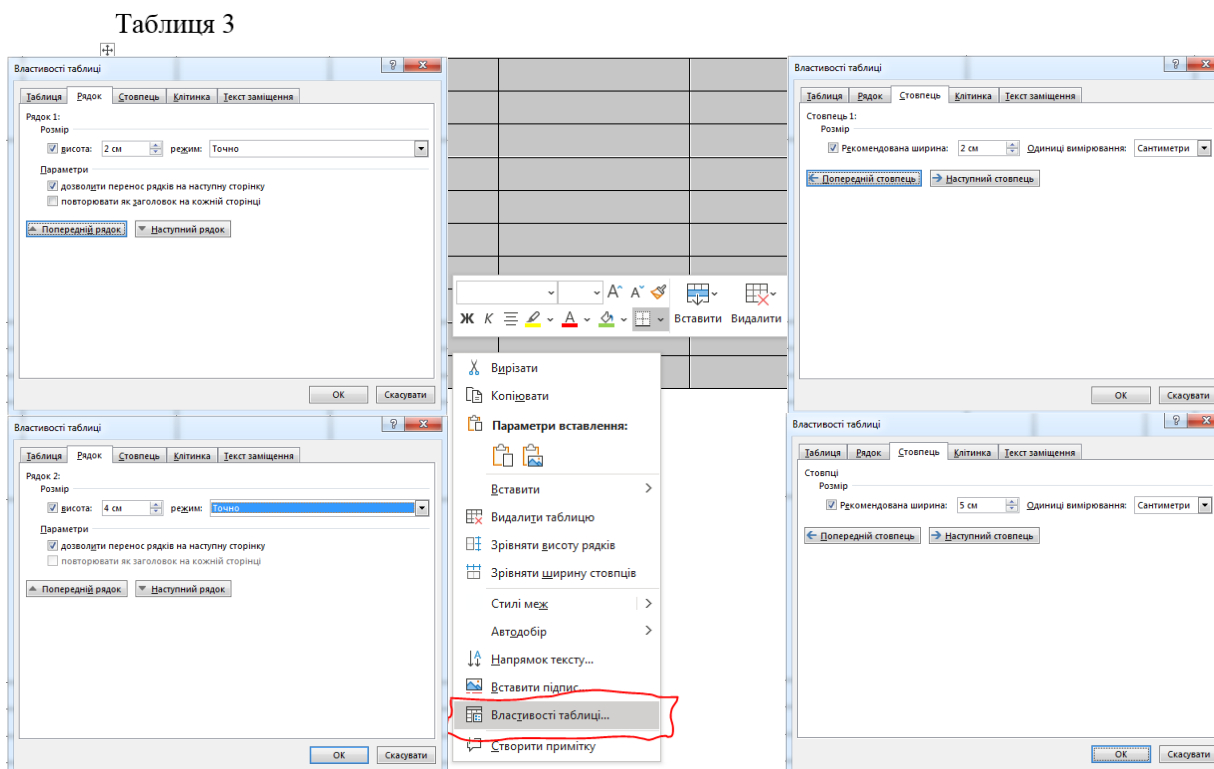 Таблиця 3
Властивості таблиці
Таблиця Рядок Стовпець Клітинка Текст заміщення
Рядок 1:
Розмір
висота: 2 см режим: Точно
Параметри
дозволити перенос рядків на наступну сторінку
повторювати як заголовок на кожній сторінці
Попередній рядок Наступний рядок
ОК Скасувати
Властивості таблиці
Таблиця Рядок Стовпець Клітинка Текст заміщення
Рядок 2:
Розмір
висота: 4 см режим: Точно
Параметри
дозволити перенос рядків на наступну сторінку
повторювати як заголовок на кожній сторінці
Попередній рядок Наступний рядок
ОК Скасувати
Ж К А Вставити Видалити
Вирізати
Копіювати
Параметри вставлення:
Вставити
Видалити таблицю
Зрівняти висоту рядків
Зрівняти ширину стовпців
Стилі меж
Автодобір
Напрямок тексту...
Вставити підпис...
Властивості таблиці...
Створити примітку
Властивості таблиці
Таблиця Рядок Стовпець Клітинка Текст заміщення
Стовпець 1:
Розмір
Рекомендована ширина: 2 см Одиниці вимірювання: Сантиметри
Попередній стовпець Наступний стовпець
ОК Скасувати
Властивості таблиці
Таблиця Рядок Стовпець Клітинка Текст заміщення
Стовпці
Розмір
Рекомендована ширина: 5 см Одиниці вимірювання: Сантиметри
Попередній стовпець Наступний стовпець
ОК Скасувати